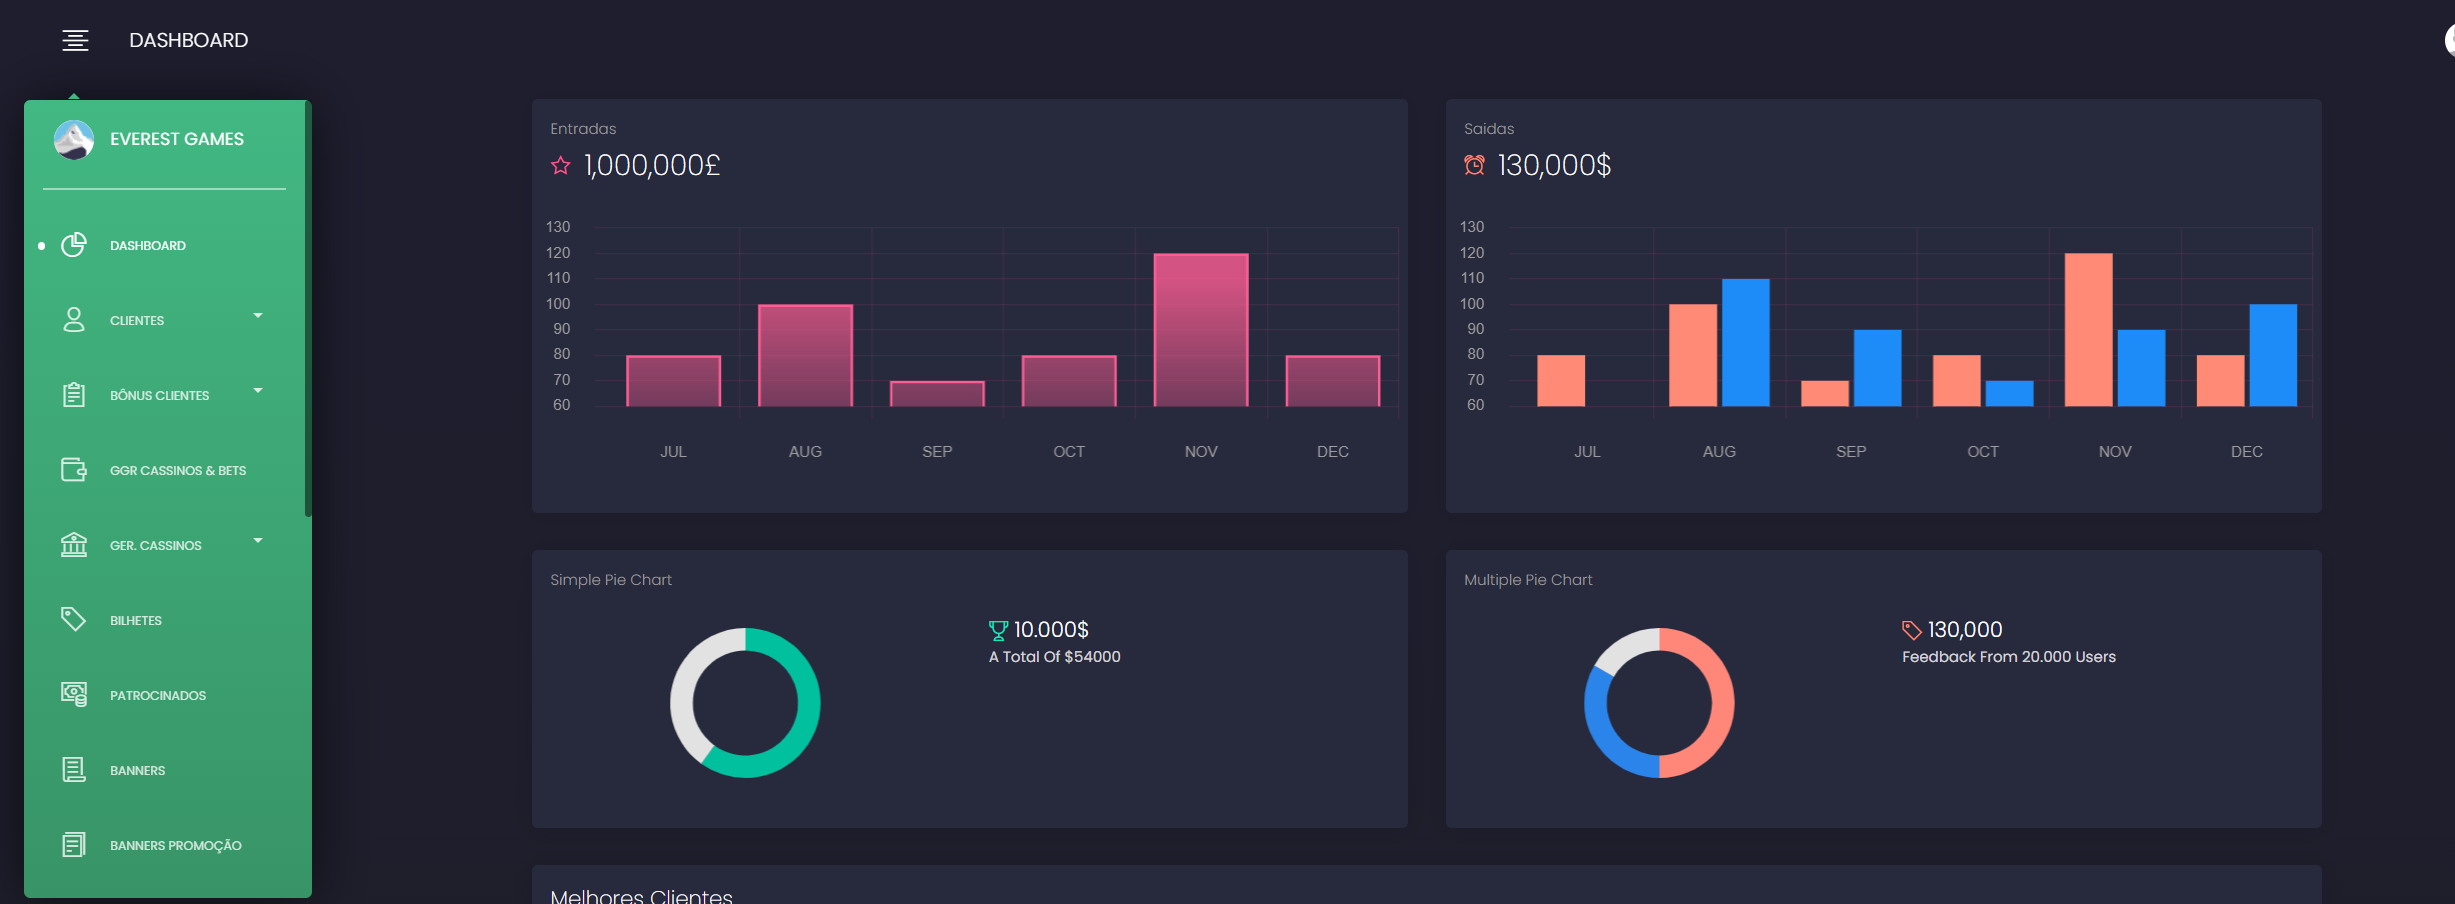 DASHBOARD
EVEREST GAMES
DASHBOARD
CLIENTES
BÔNUS CLIENTES
GGR CASSINOS & BETS
GER. CASSINOS
BILHETES
PATROCINADOS
BANNERS
BANNERS PROMOÇÃO
Entradas
1,000,000£
130
120
110
100
90
80
70
60
JUL AUG SEP OCT NOV DEC
Saidas
130,000$
130
120
110
100
90
80
70
60
JUL AUG SEP OCT NOV DEC
Simple Pie Chart
10.000$
A Total Of $54000
Multiple Pie Chart
130,000
Feedback From 20.000 Users
Melhores Clientes